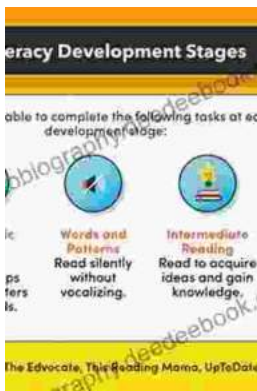 eracy Development Stages
able to complete the following tasks at ea
development stage:
ic
Words and
Patterns
Intermediate
Reading
Read silently
without
vocalizing.
Read to acquire
ideas and gain
knowledge.
ps
ters
ls.
The Edvocate, This Reading Mama, UpToDate